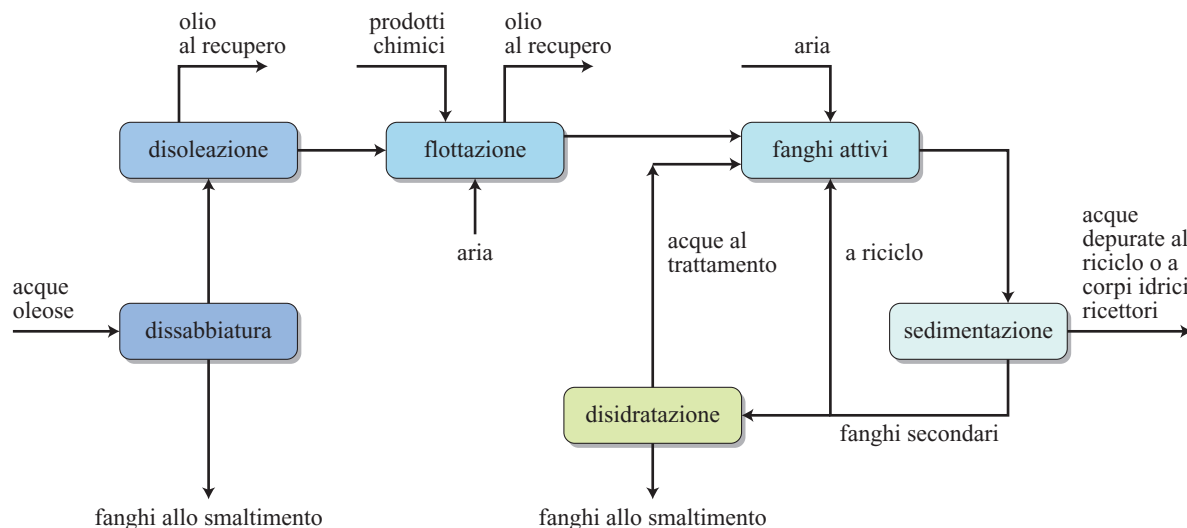 olio
al recupero
prodotti
chimici
olio
al recupero
aria
disoleazione
flottazione
fanghi attivi
aria
acque al
trattamento
a riciclo
acque
depurate al
riciclo o a
corpi idrici
ricettori
acque
oleose
dissabbiatura
sedimentazione
disidratazione
fanghi secondari
fanghi allo smaltimento
fanghi allo smaltimento